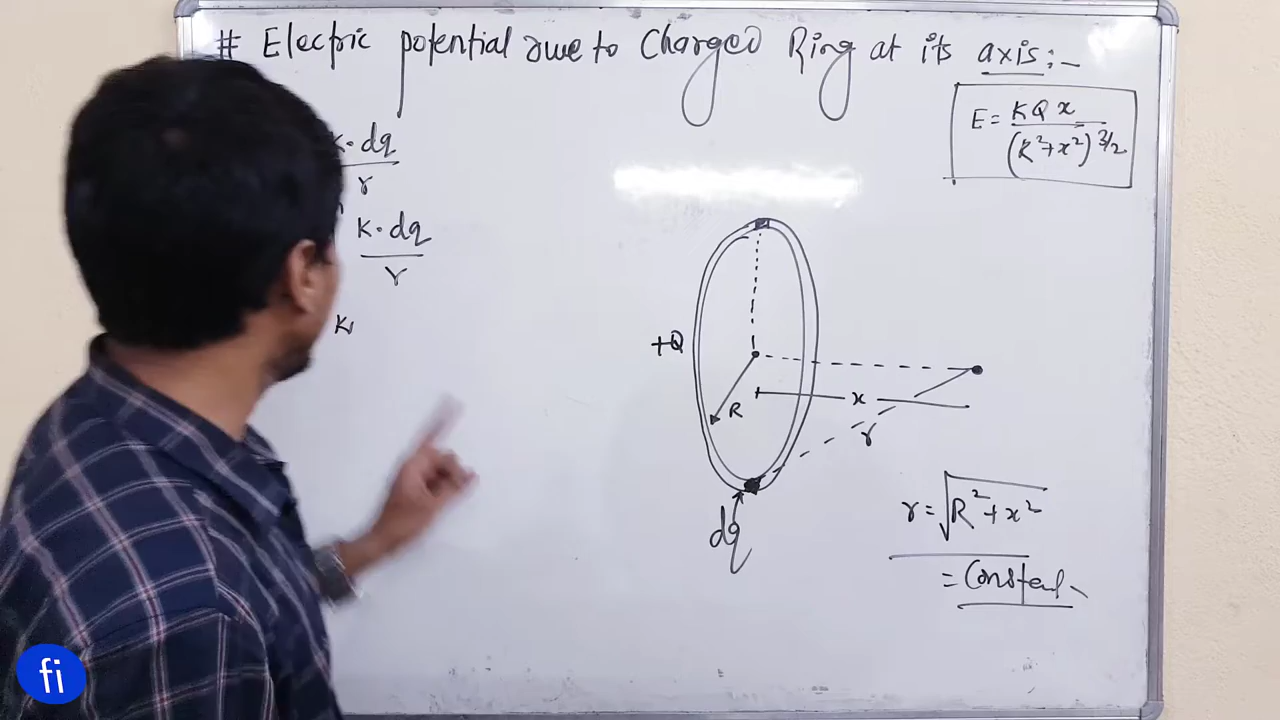 # Electric potential due to Charged Ring at its axis:-
E = KQx
(R²+x²)^3/2
K·dq
r
K·dq
r
K
+Q
R
x
r
dq
r = √R²+x²
= Constant
fi